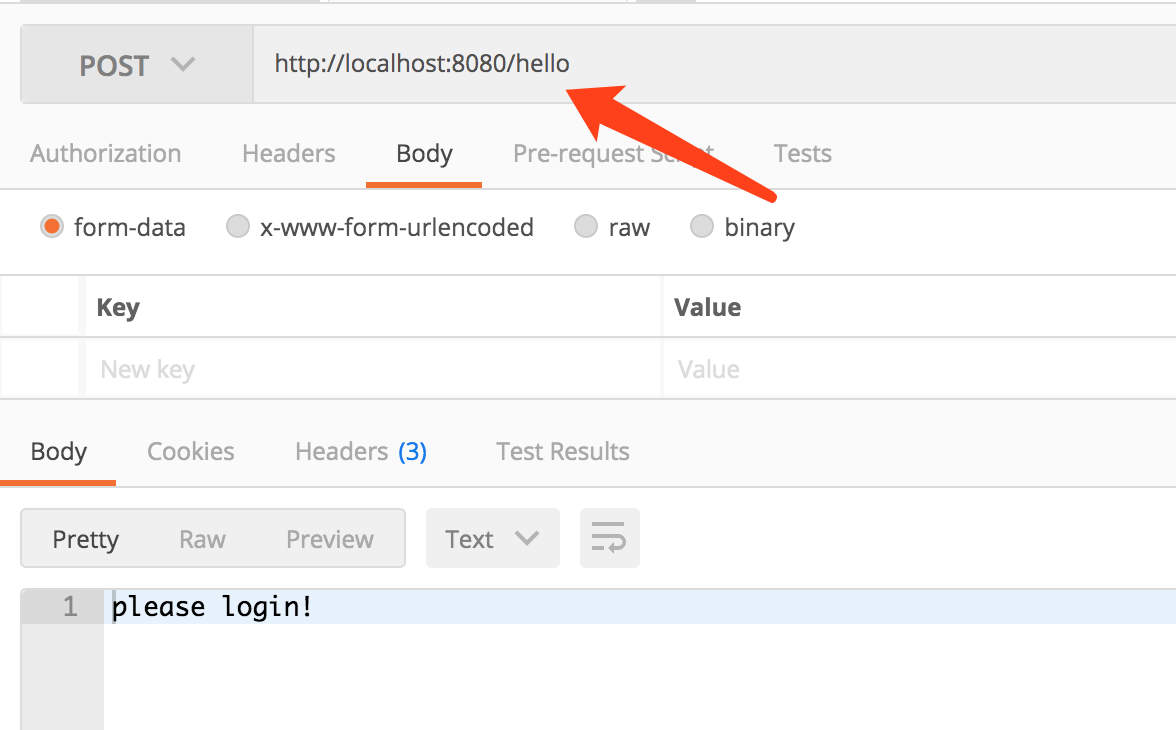 POST http://localhost:8080/hello
Authorization Headers Body Pre-request Script Tests
form-data x-www-form-urlencoded raw binary
Key Value
New key Value
Body Cookies Headers (3) Test Results
Pretty Raw Preview Text
1 please login!